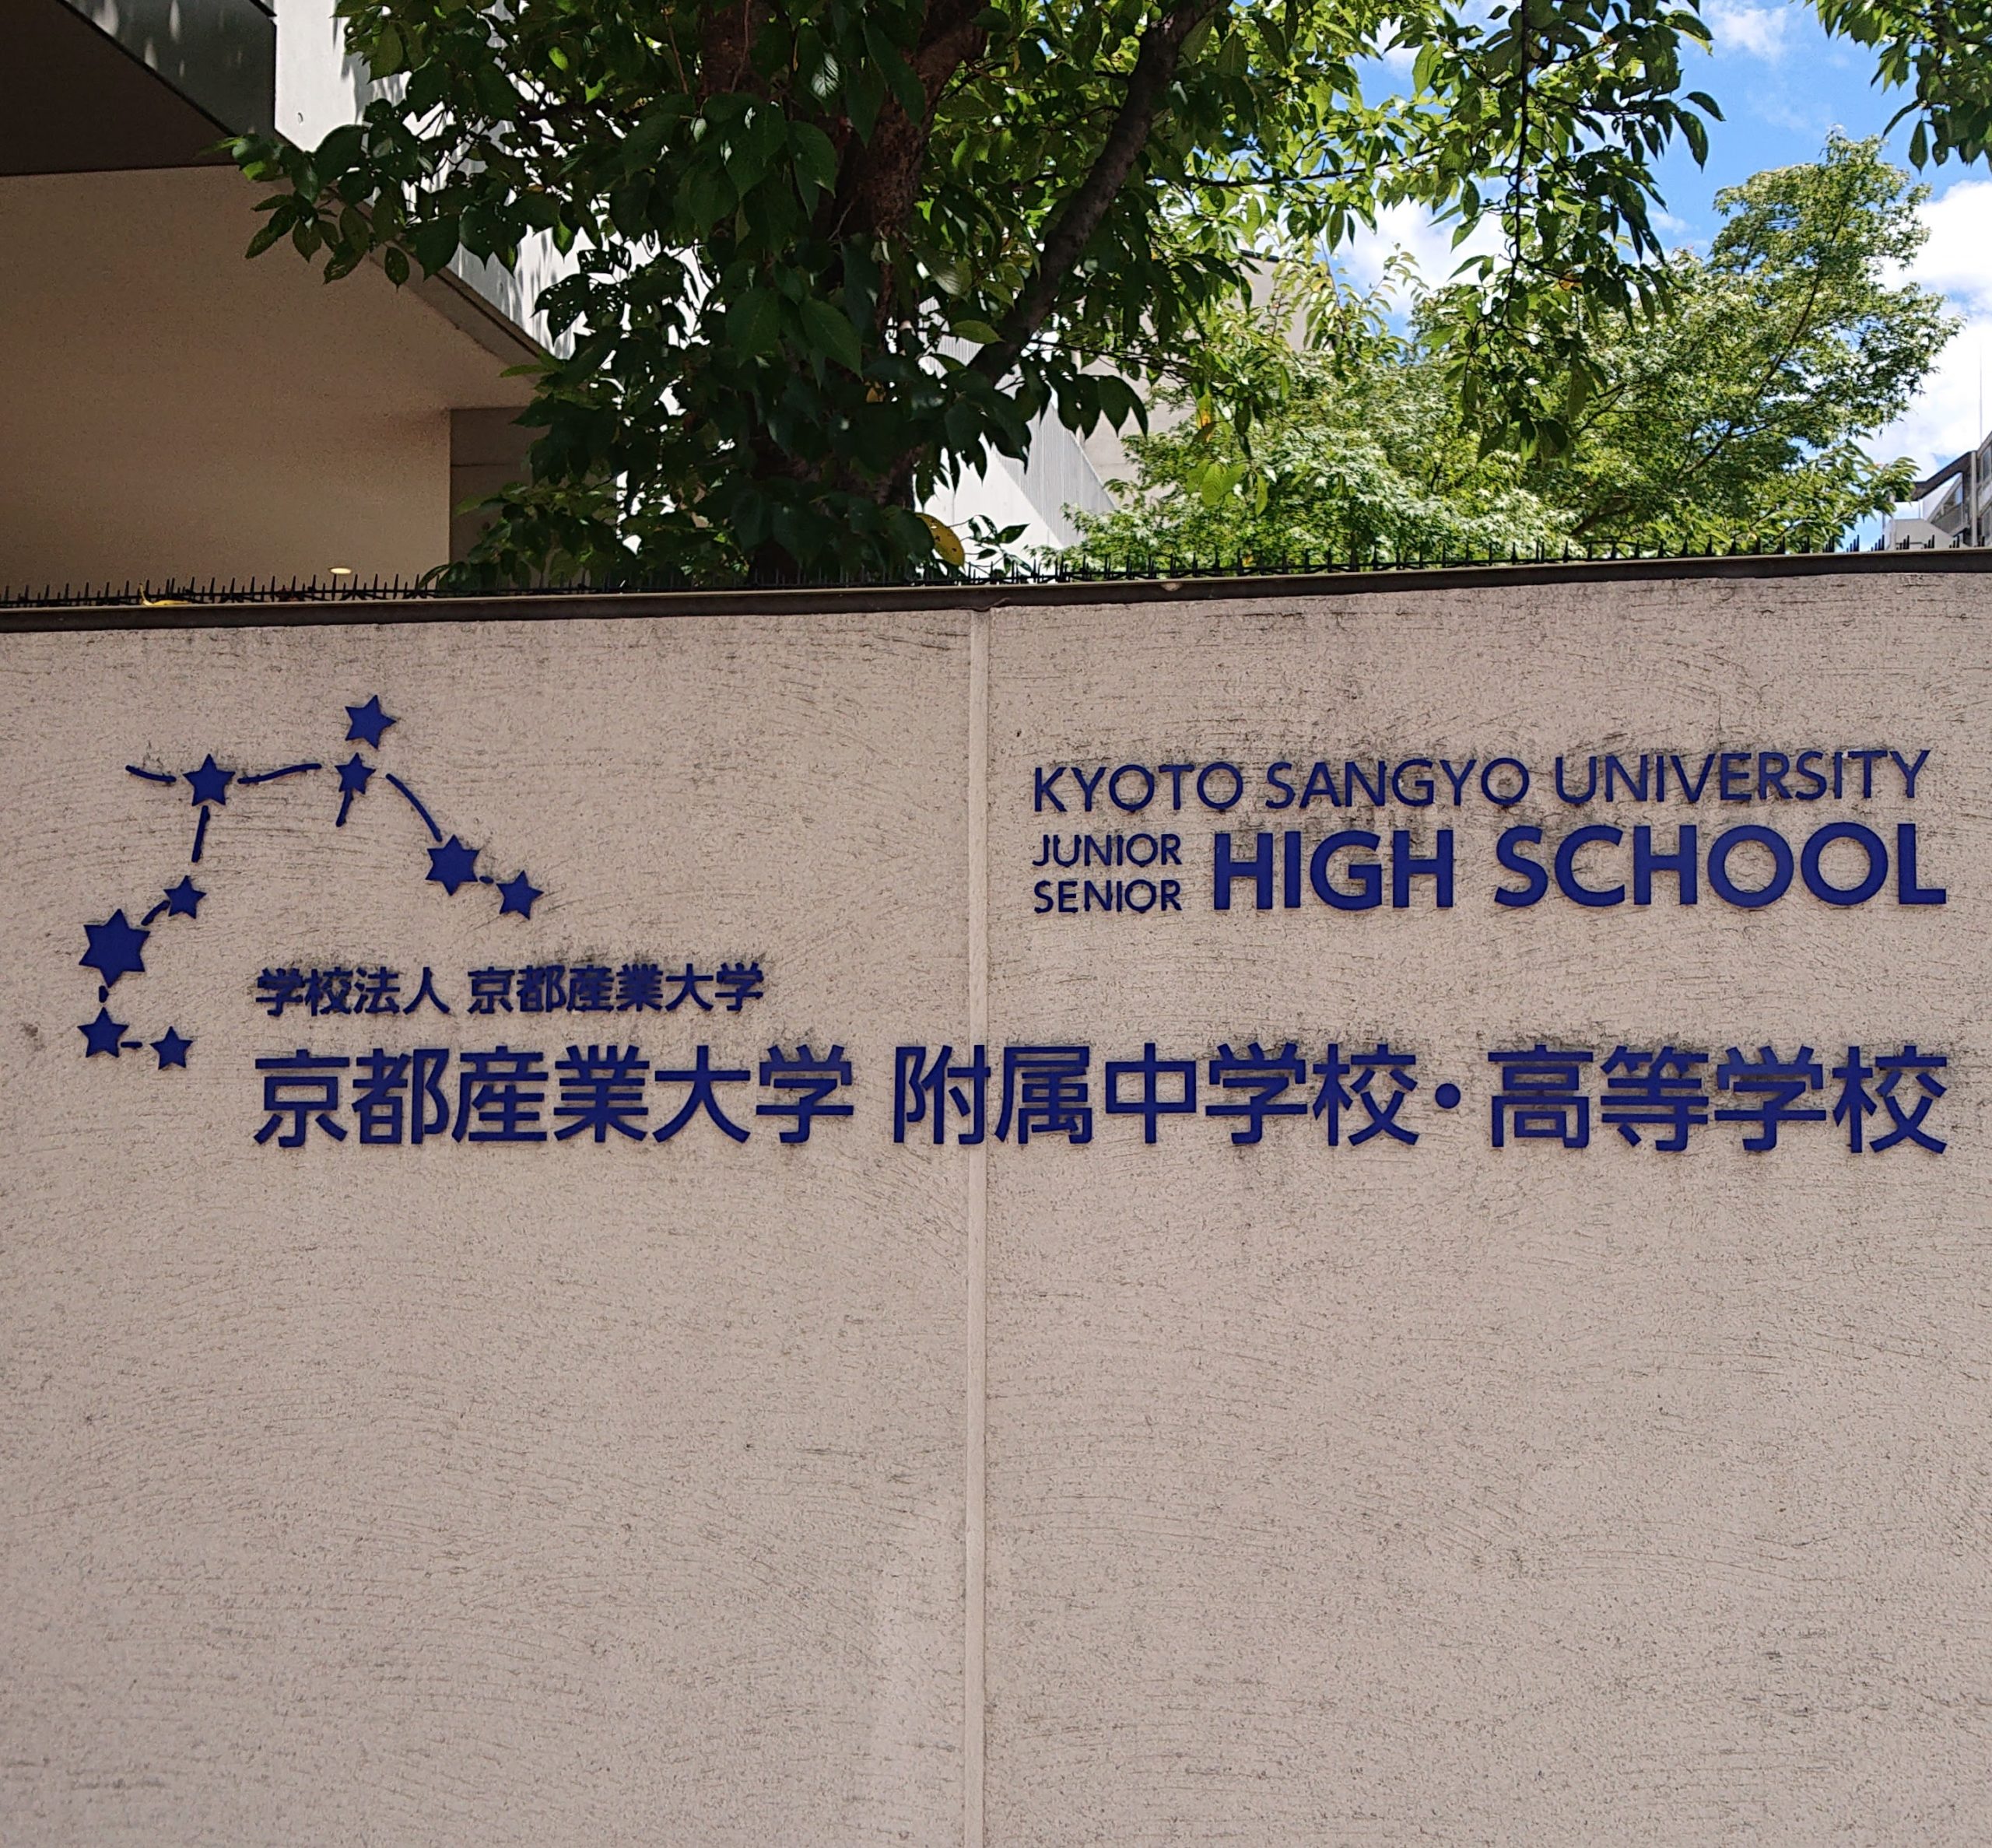 KYOTO SANGYO UNIVERSITY
JUNIOR
SENIOR
HIGH SCHOOL
学校法人 京都産業大学
京都産業大学 附属中学校・高等学校